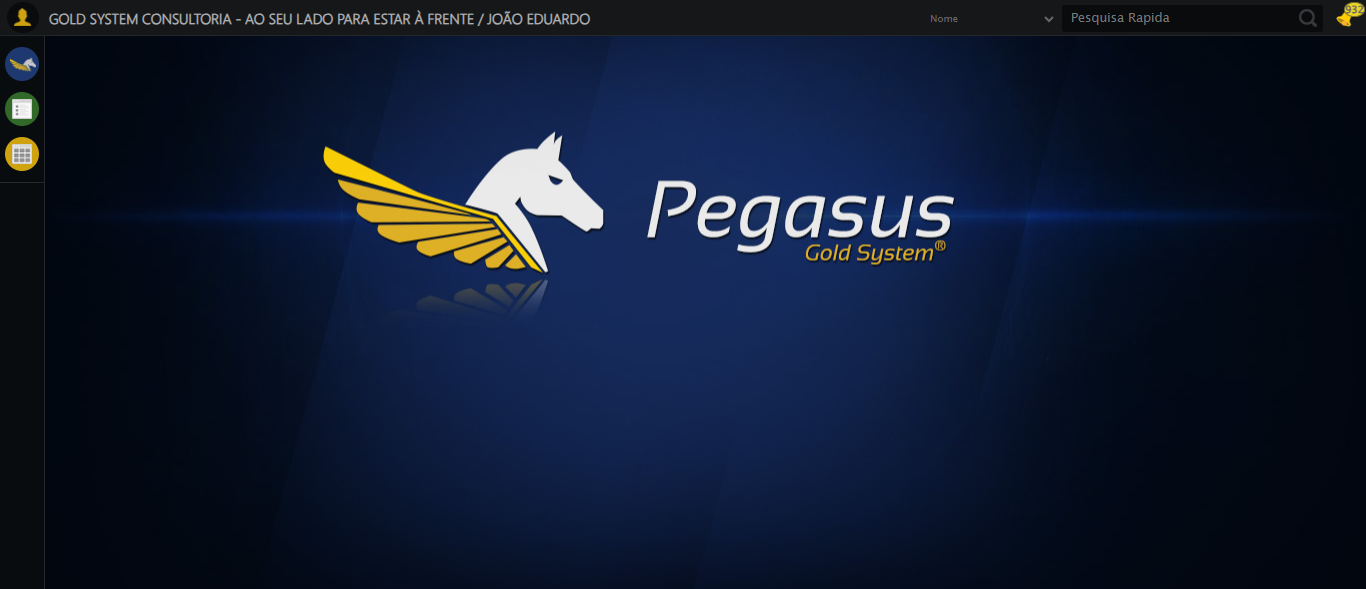 GOLD SYSTEM CONSULTORIA - AO SEU LADO PARA ESTAR À FRENTE / JOÃO EDUARDO
Nome
Pesquisa Rapida
932
Pegasus
Gold System®